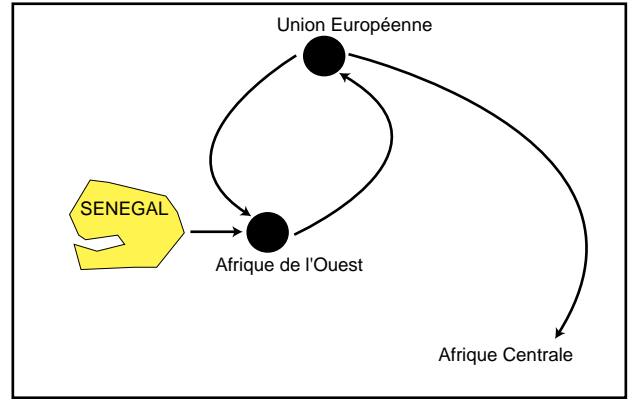 Union Européenne
SENEGAL
Afrique de l'Ouest
Afrique Centrale